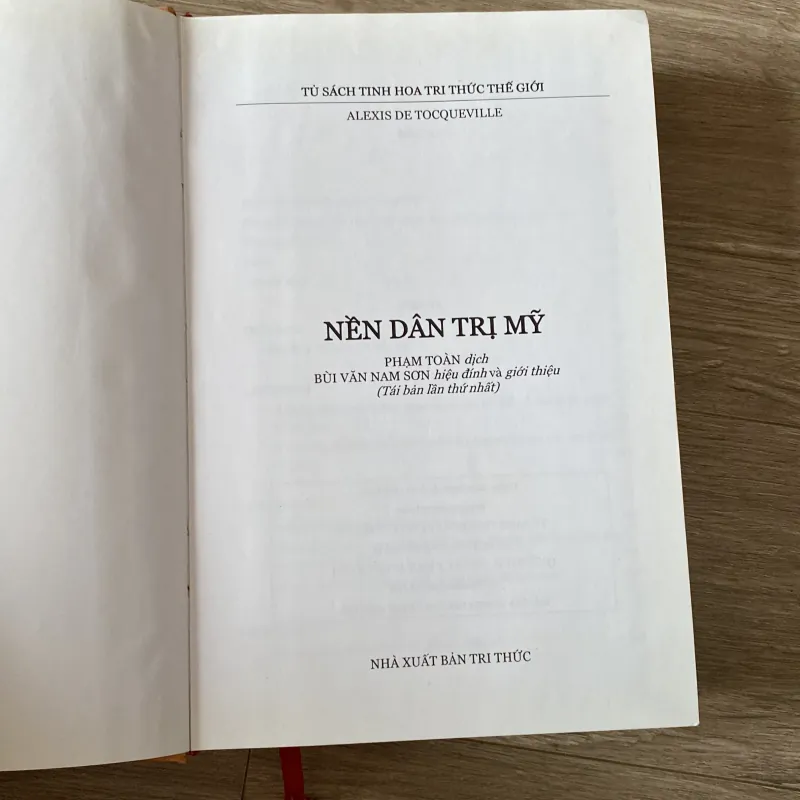 TỦ SÁCH TINH HOA TRI THỨC THẾ GIỚI
ALEXIS DE TOCQUEVILLE
NỀN DÂN TRỊ MỸ
PHẠM TOÀN dịch
BÙI VĂN NAM SƠN hiệu đính và giới thiệu
(Tái bản lần thứ nhất)
NHÀ XUẤT BẢN TRI THỨC